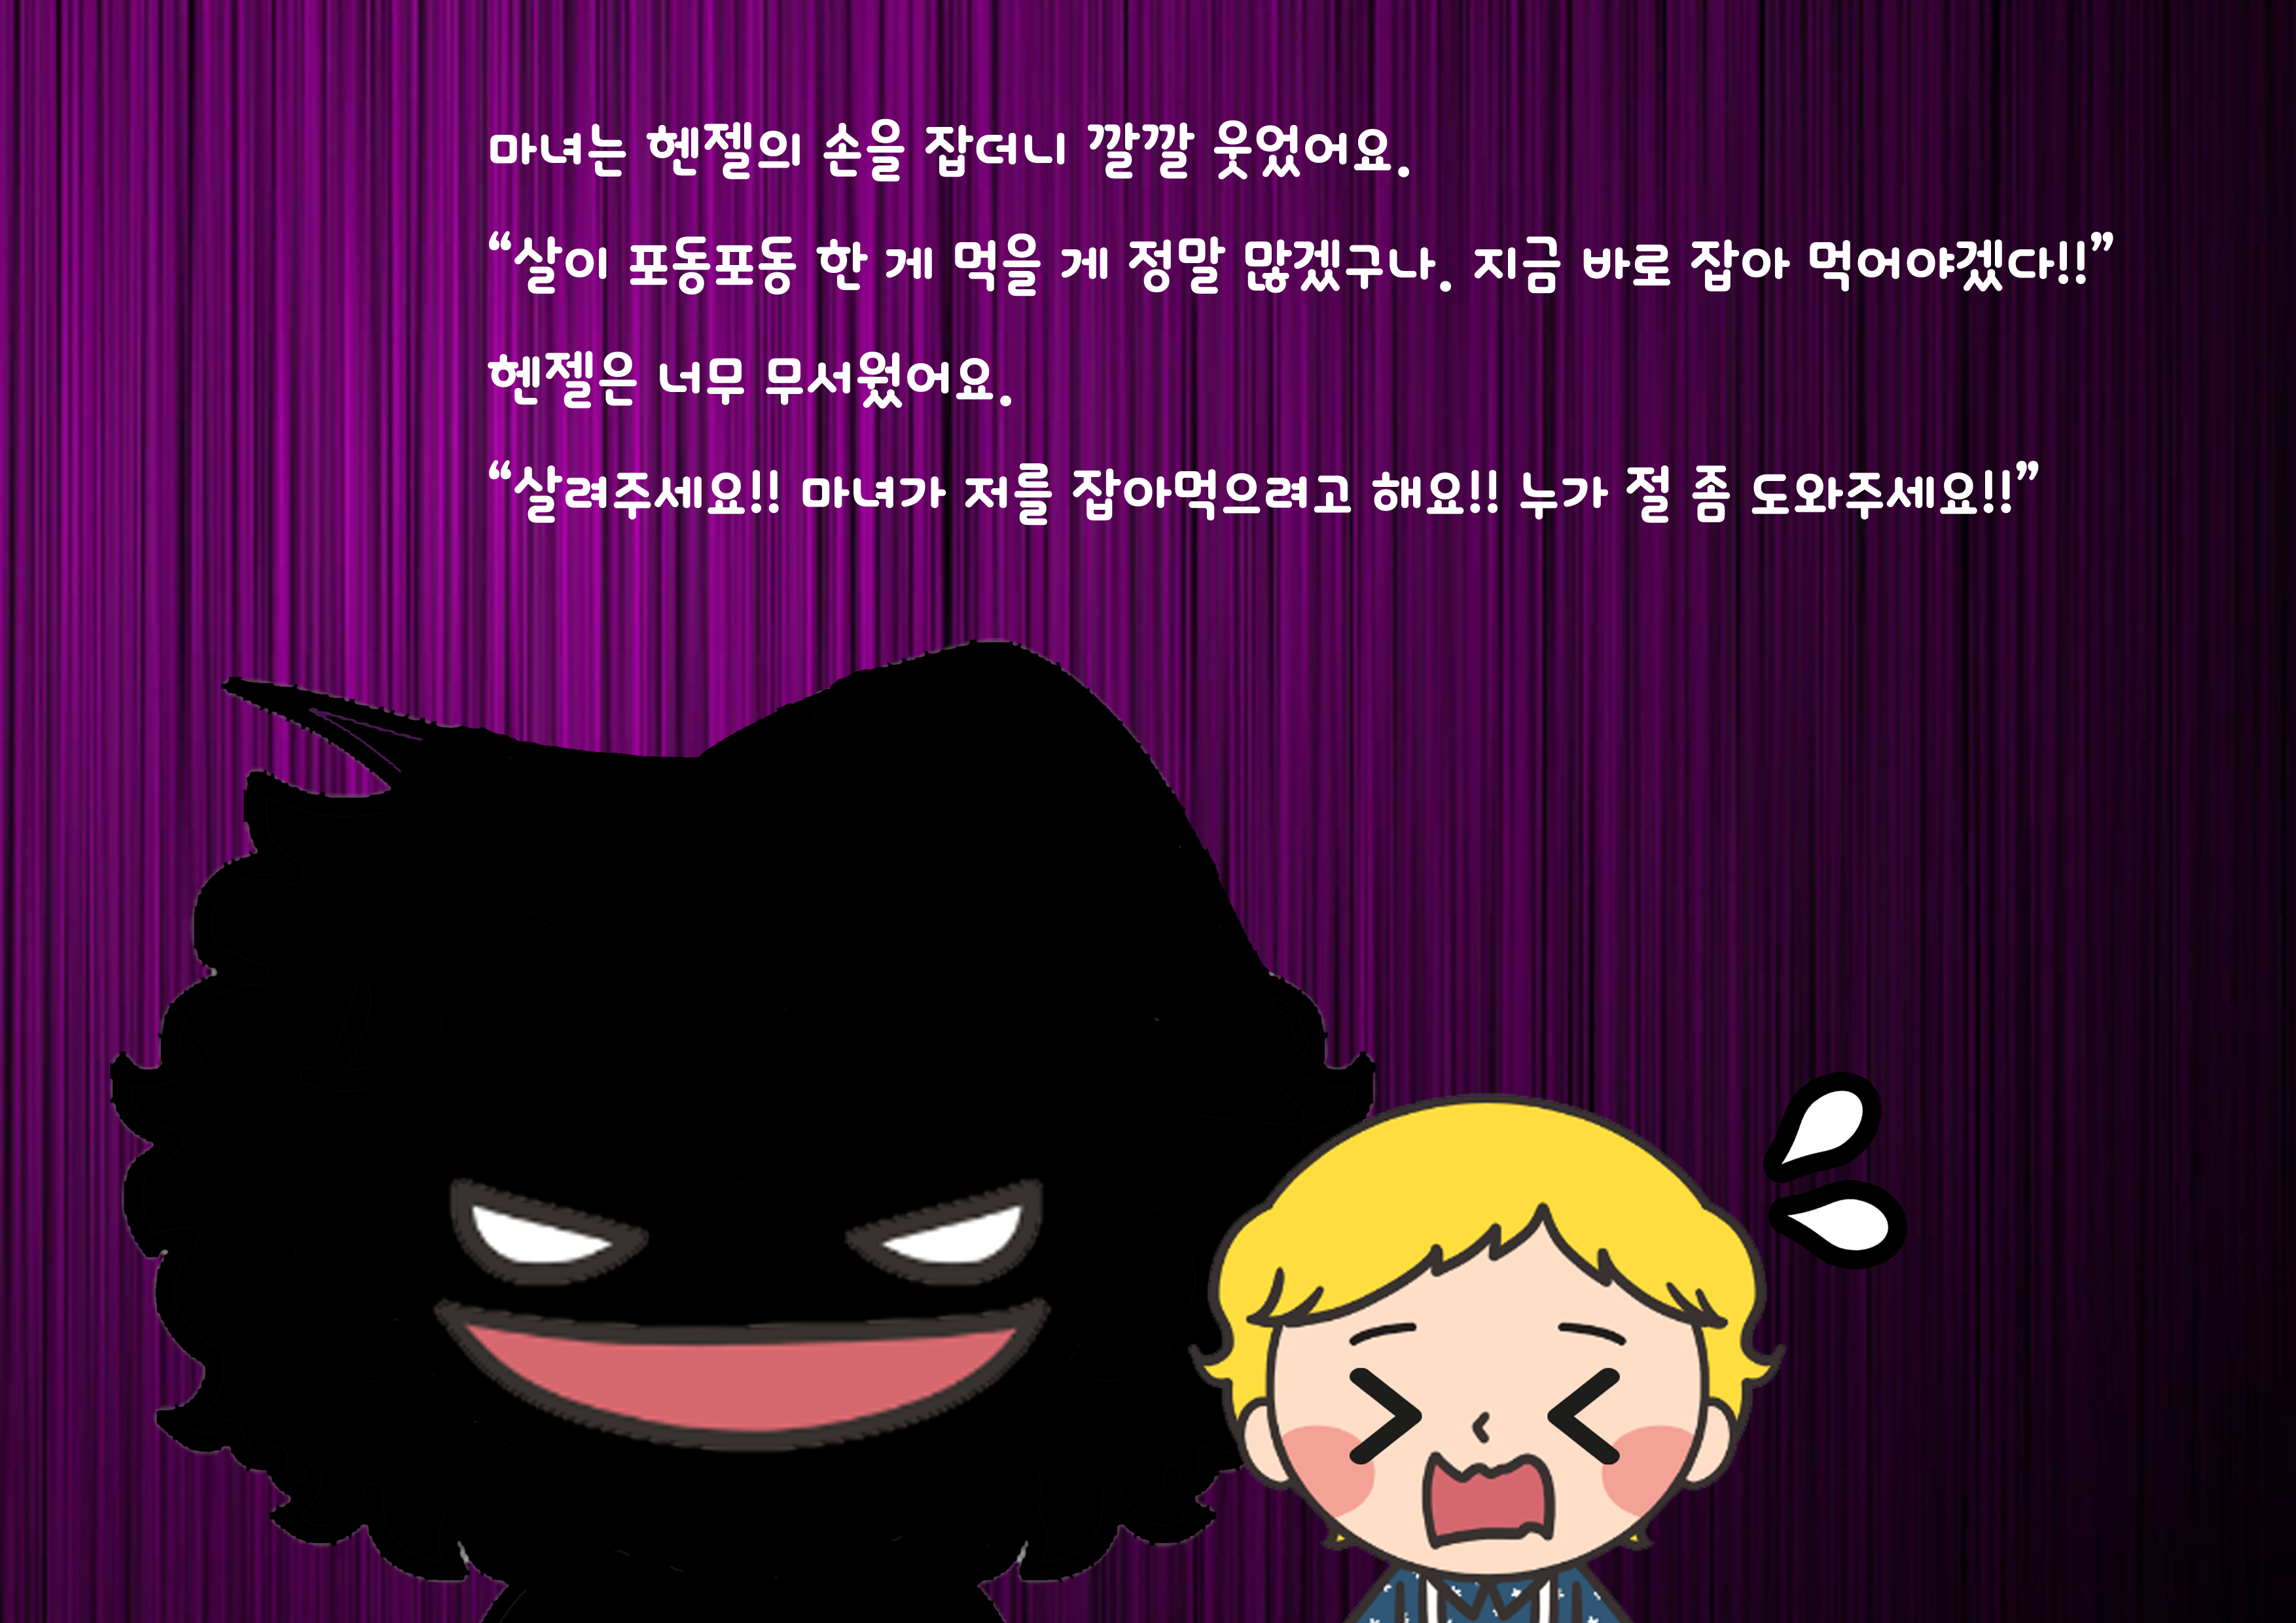 마녀는 헨젤의 손을 잡더니 깔깔 웃었어요.
“살이 포동포동 한 게 먹을 게 정말 많겠구나. 지금 바로 잡아 먹어야겠다!!”
헨젤은 너무 무서웠어요.
“살려주세요!! 마녀가 저를 잡아먹으려고 해요!! 누가 절 좀 도와주세요!!”